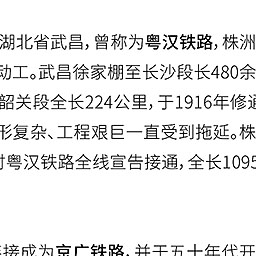 湖北省武昌，曾称为粤汉铁路，株洲
动工。武昌徐家棚至长沙段长480余
韶关段全长224公里，于1916年修
形复杂、工程艰巨一直受到拖延。株
粤汉铁路全线宣告接通，全长1095
接成为京广铁路，并于五十年代开